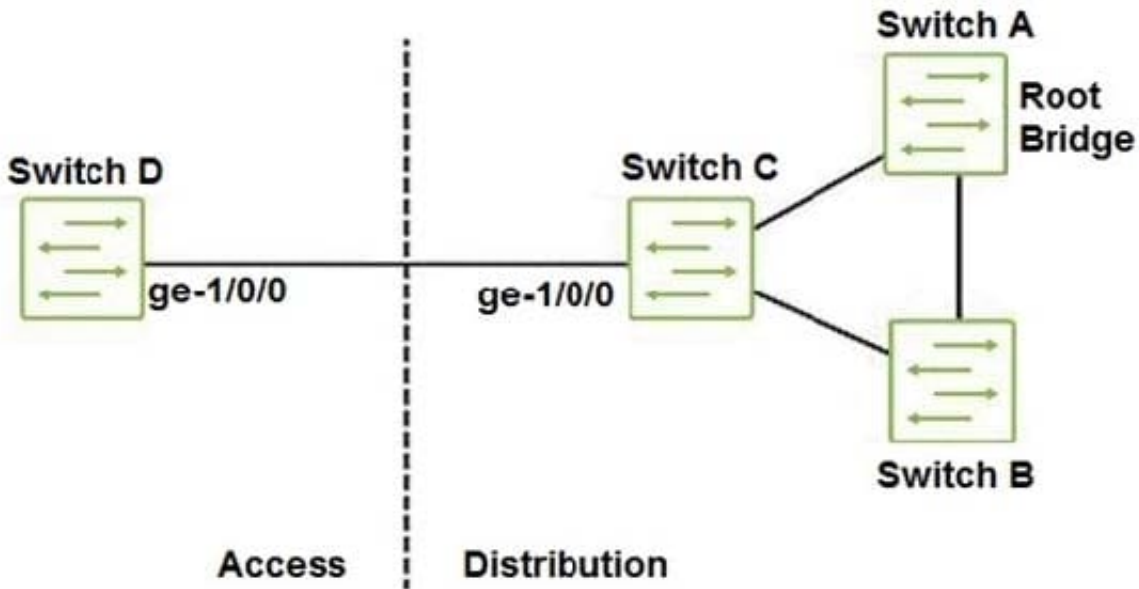 Switch A
Root
Bridge
Switch D
Switch C
ge-1/0/0
ge-1/0/0
Switch B
Access
Distribution